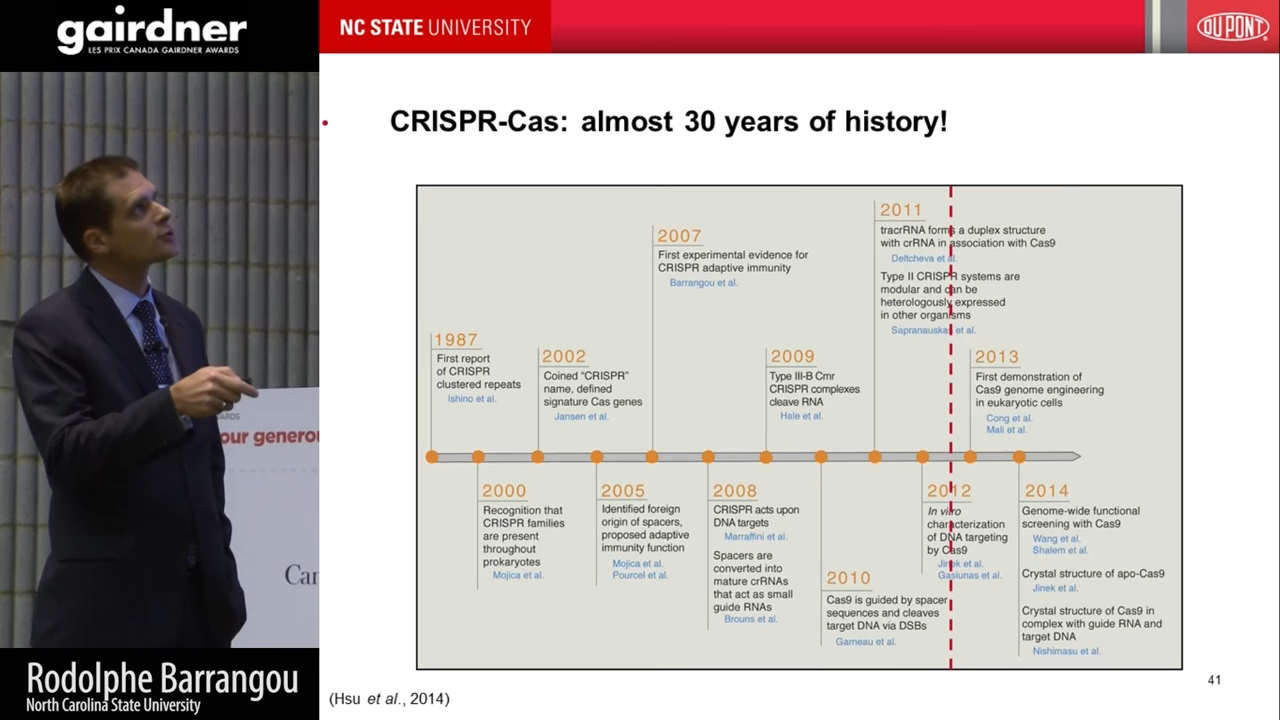 gairdner
LES PRIX CANADA GAIRDNER AWARDS
NC STATE UNIVERSITY
DU PONT
CRISPR-Cas: almost 30 years of history!
1987
First report
of CRISPR
clustered repeats
Ishino et al.
2002
Coined “CRISPR”
name, defined
signature Cas genes
Jansen et al.
2007
First experimental evidence for
CRISPR adaptive immunity
Barrangou et al.
2009
Type III-B Cmr
CRISPR complexes
cleave RNA
Hale et al.
2011
tracrRNA forms a duplex structure
with crRNA in association with Cas9
Deltcheva et al.
Type II CRISPR systems are
modular and can be
heterologously expressed
in other organisms
Sapranauskas et al.
2013
First demonstration of
Cas9 genome engineering
in eukaryotic cells
Cong et al.
Mali et al.
2000
Recognition that
CRISPR families
are present
throughout
prokaryotes
Mojica et al.
2005
Identified foreign
origin of spacers,
proposed adaptive
immunity function
Mojica et al.
Pourcel et al.
2008
CRISPR acts upon
DNA targets
Marraffini et al.
Spacers are
converted into
mature crRNAs
that act as small
guide RNAs
Brouns et al.
2010
Cas9 is guided by spacer
sequences and cleaves
target DNA via DSBs
Garneau et al.
2012
In vitro
characterization
of DNA targeting
by Cas9
Jinek et al.
Gasiunas et al.
2014
Genome-wide functional
screening with Cas9
Wang et al.
Shalem et al.
Crystal structure of apo-Cas9
Jinek et al.
Crystal structure of Cas9 in
complex with guide RNA and
target DNA
Nishimasu et al.
41
(Hsu et al., 2014)
our genero
Can
Rodolphe Barrangou
North Carolina State University